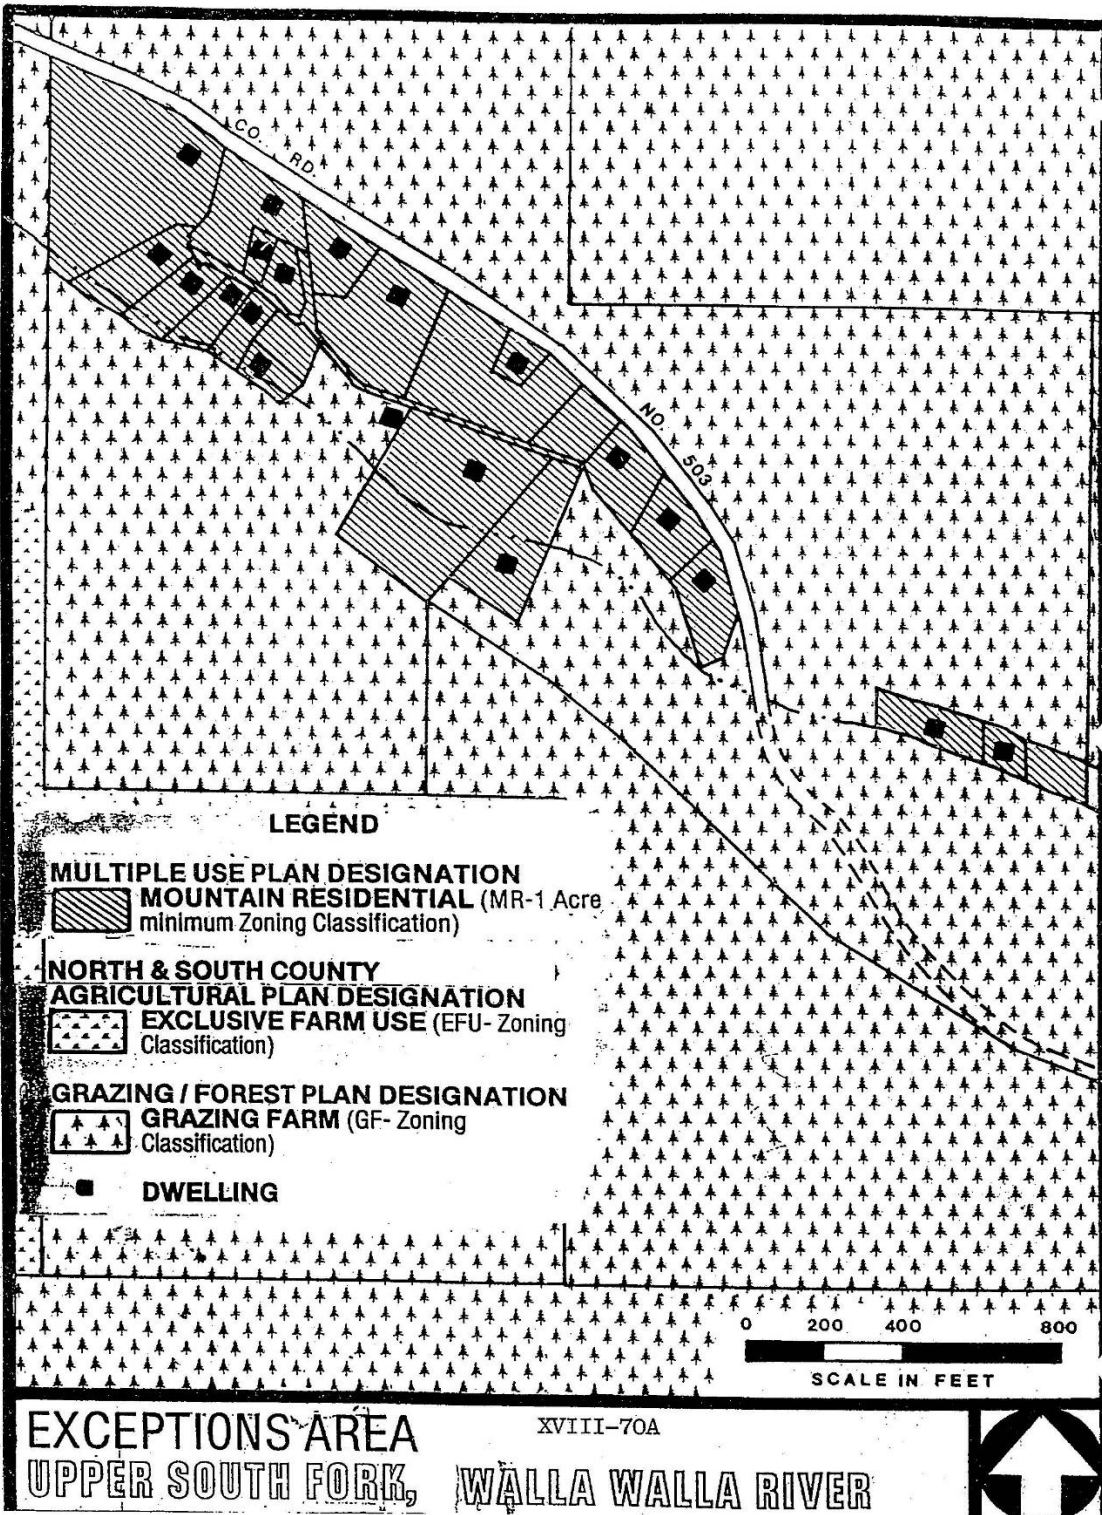 CO. RD.
NO. 503
LEGEND
MULTIPLE USE PLAN DESIGNATION
MOUNTAIN RESIDENTIAL (MR-1 Acre
minimum Zoning Classification)
NORTH & SOUTH COUNTY
AGRICULTURAL PLAN DESIGNATION
EXCLUSIVE FARM USE (EFU- Zoning
Classification)
GRAZING / FOREST PLAN DESIGNATION
GRAZING FARM (GF- Zoning
Classification)
DWELLING
0 200 400 800
SCALE IN FEET
EXCEPTIONS AREA
XVIII-70A
UPPER SOUTH FORK, WALLA WALLA RIVER